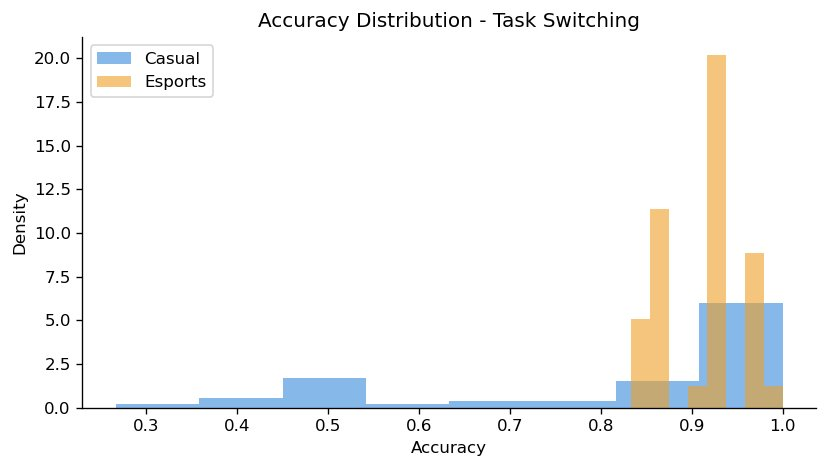 Accuracy Distribution - Task Switching
Casual
Esports
Density
20.0
17.5
15.0
12.5
10.0
7.5
5.0
2.5
0.0
0.3 0.4 0.5 0.6 0.7 0.8 0.9 1.0
Accuracy